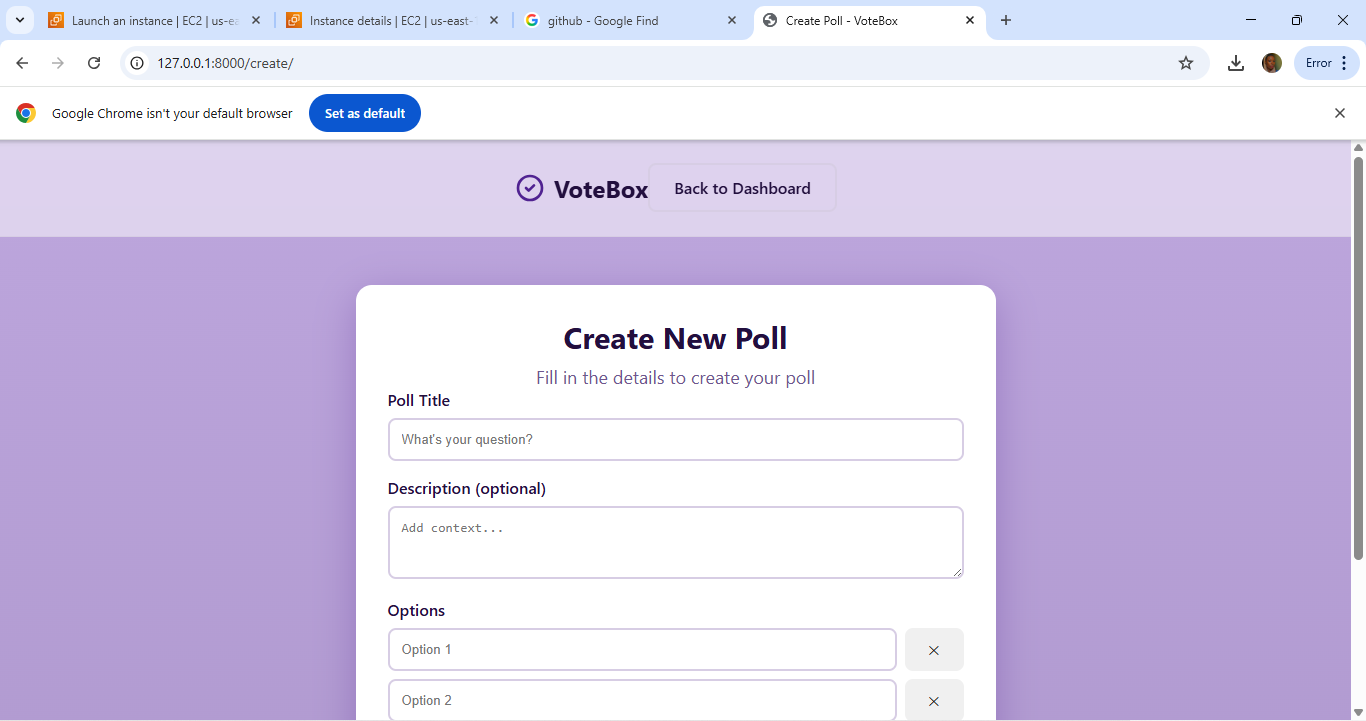 Launch an instance | EC2 | us-ea
Instance details | EC2 | us-east-1
github - Google Find
Create Poll - VoteBox
127.0.0.1:8000/create/
Error
Google Chrome isn't your default browser
Set as default
VoteBox
Back to Dashboard
Create New Poll
Fill in the details to create your poll
Poll Title
What's your question?
Description (optional)
Add context...
Options
Option 1
Option 2